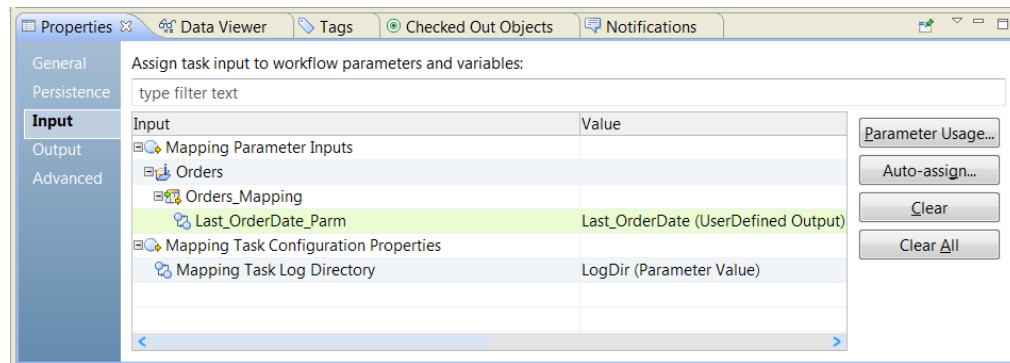 Properties Data Viewer Tags Checked Out Objects Notifications
General
Persistence
Input
Output
Advanced
Assign task input to workflow parameters and variables:
type filter text
Input Value
Mapping Parameter Inputs
Orders
Orders_Mapping
Last_OrderDate_Parm Last_OrderDate (UserDefined Output)
Mapping Task Configuration Properties
Mapping Task Log Directory LogDir (Parameter Value)
Parameter Usage...
Auto-assign...
Clear
Clear All